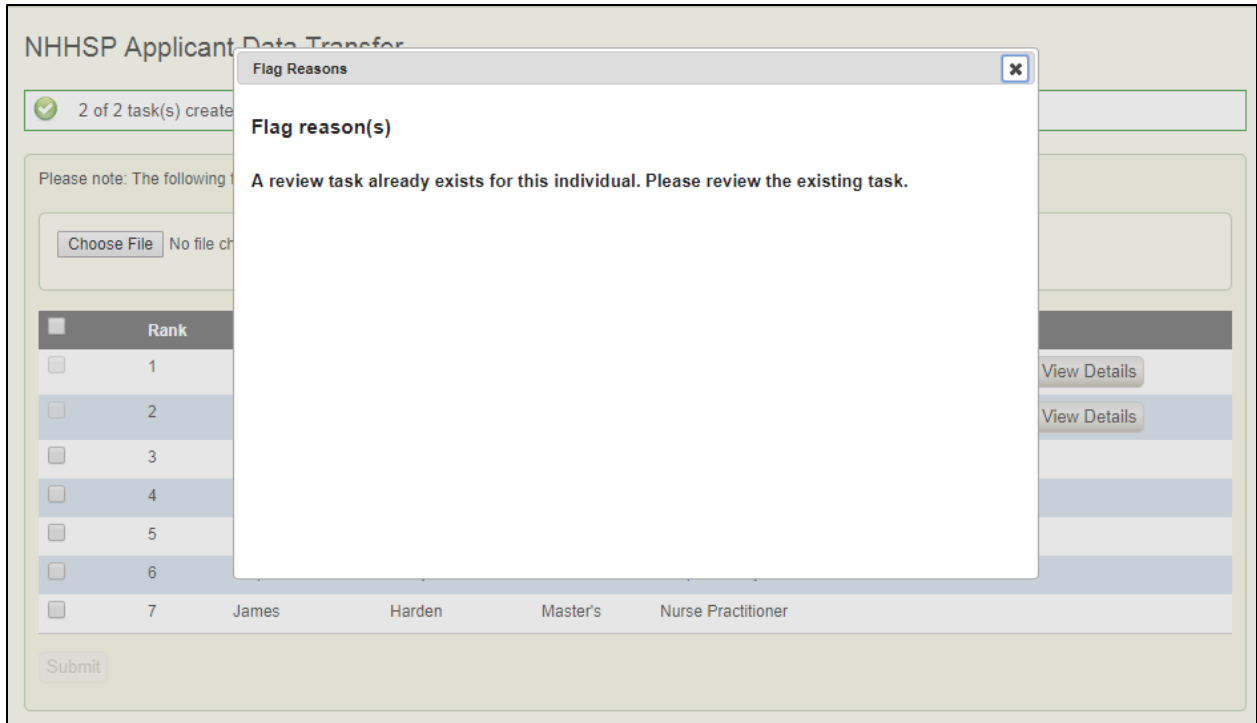 NHHSP Applicant Data Transfer
Flag Reasons
2 of 2 task(s) create
Flag reason(s)
Please note: The following f
A review task already exists for this individual. Please review the existing task.
Choose File No file ch
Rank
1 View Details
2 View Details
3
4
5
6
7 James Harden Master's Nurse Practitioner
Submit